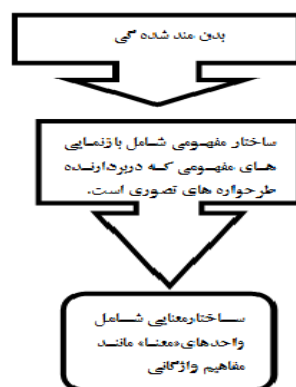 بدن مند شده گی
ساختار مفهومی شامل بازنمایی
های مفهومی که دربردارنده
طرحواره های تصوری است.
ساختارمعنایی شامل
واحدهای«معنا» مانند
مفاهیم واژگانی